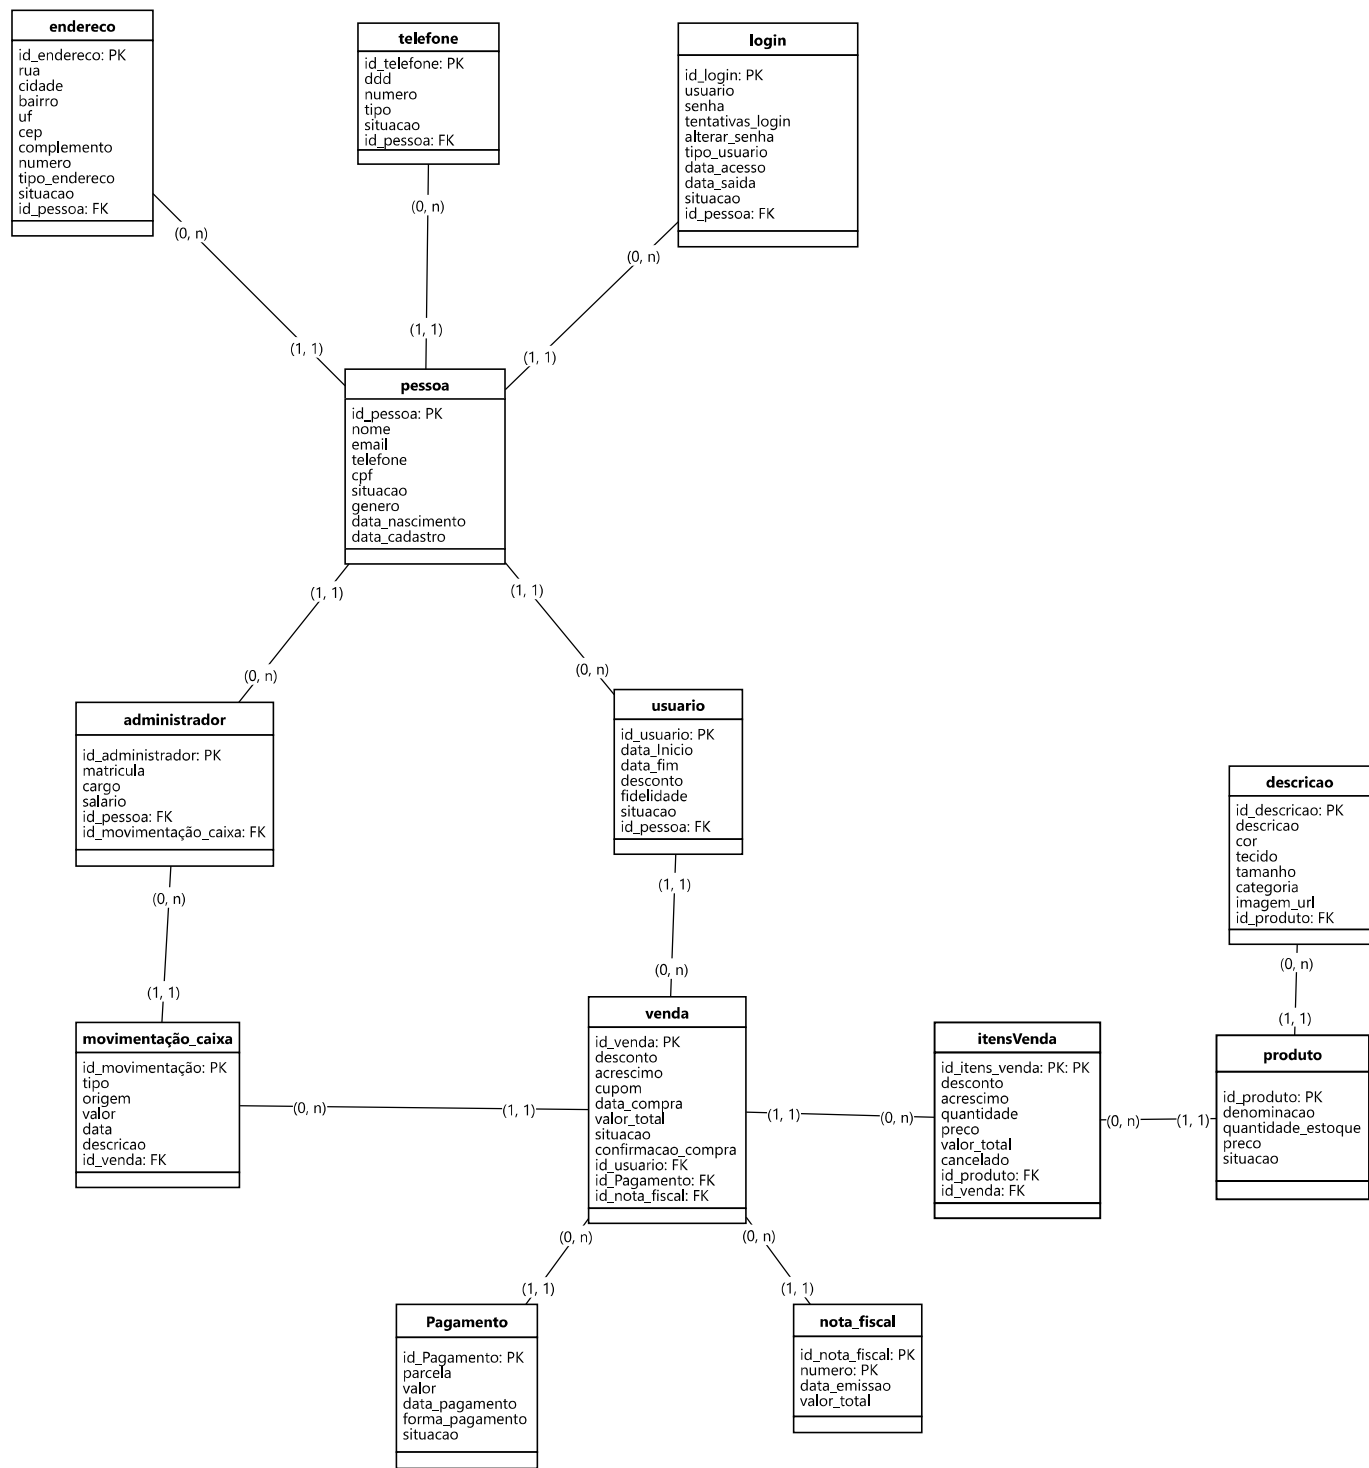 endereco
id_endereco: PK
rua
cidade
bairro
uf
cep
complemento
numero
tipo_endereco
situacao
id_pessoa: FK
telefone
id_telefone: PK
ddd
numero
tipo
situacao
id_pessoa: FK
login
id_login: PK
usuario
senha
tentativas_login
alterar_senha
tipo_usuario
data_acesso
data_saida
situacao
id_pessoa: FK
(0, n)
(0, n)
(0, n)
(1, 1)
(1, 1)
(1, 1)
pessoa
id_pessoa: PK
nome
email
telefone
cpf
situacao
genero
data_nascimento
data_cadastro
(1, 1)
(1, 1)
(0, n)
(0, n)
administrador
id_administrador: PK
matricula
cargo
salario
id_pessoa: FK
id_movimentação_caixa: FK
usuario
id_usuario: PK
data_Inicio
data_fim
desconto
fidelidade
situacao
id_pessoa: FK
descricao
id_descricao: PK
descricao
cor
tecido
tamanho
categoria
imagem_url
id_produto: FK
(0, n)
(1, 1)
(1, 1)
(0, n)
(0, n)
(1, 1)
movimentação_caixa
id_movimentação: PK
tipo
origem
valor
data
descricao
id_venda: FK
(0, n)
(1, 1)
venda
id_venda: PK
desconto
acrescimo
cupom
data_compra
valor_total
situacao
confirmacao_compra
id_usuario: FK
id_Pagamento: FK
id_nota_fiscal: FK
(1, 1)
(0, n)
itensVenda
id_itens_venda: PK: PK
desconto
acrescimo
quantidade
preco
valor_total
cancelado
id_produto: FK
id_venda: FK
(0, n)
(1, 1)
produto
id_produto: PK
denominacao
quantidade_estoque
preco
situacao
(0, n)
(0, n)
(1, 1)
(1, 1)
Pagamento
id_Pagamento: PK
parcela
valor
data_pagamento
forma_pagamento
situacao
nota_fiscal
id_nota_fiscal: PK
numero: PK
data_emissao
valor_total